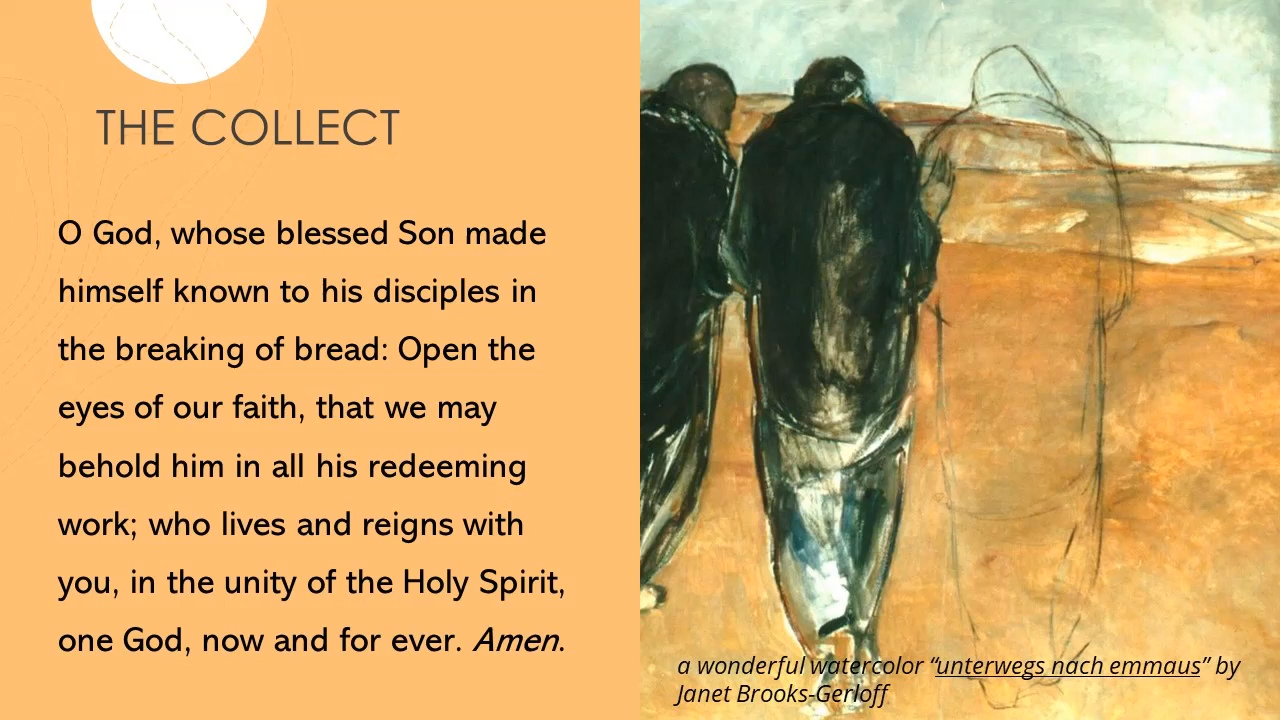 THE COLLECT
O God, whose blessed Son made
himself known to his disciples in
the breaking of bread: Open the
eyes of our faith, that we may
behold him in all his redeeming
work; who lives and reigns with
you, in the unity of the Holy Spirit,
one God, now and for ever. Amen.
a wonderful watercolor “unterwegs nach emmaus” by
Janet Brooks-Gerloff